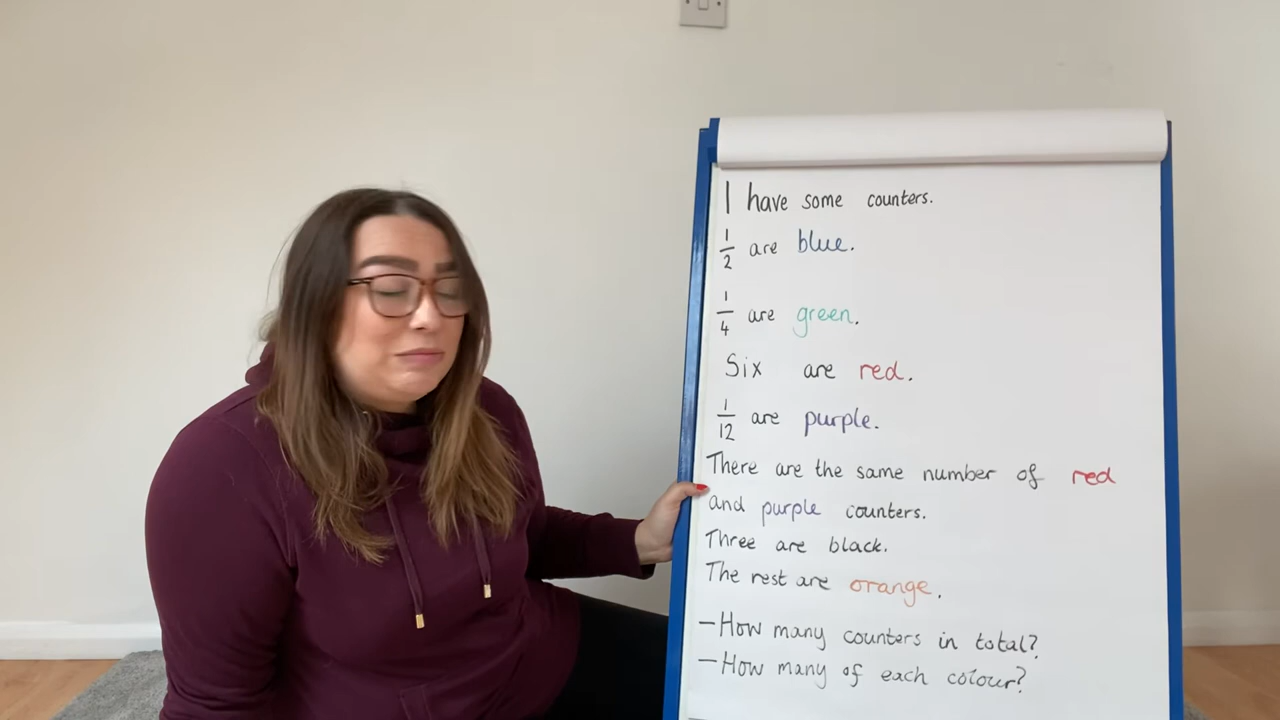 I have some counters.
1/2 are blue.
1/4 are green.
Six are red.
1/12 are purple.
There are the same number of red
and purple counters.
Three are black.
The rest are orange.
- How many counters in total?
- How many of each colour?